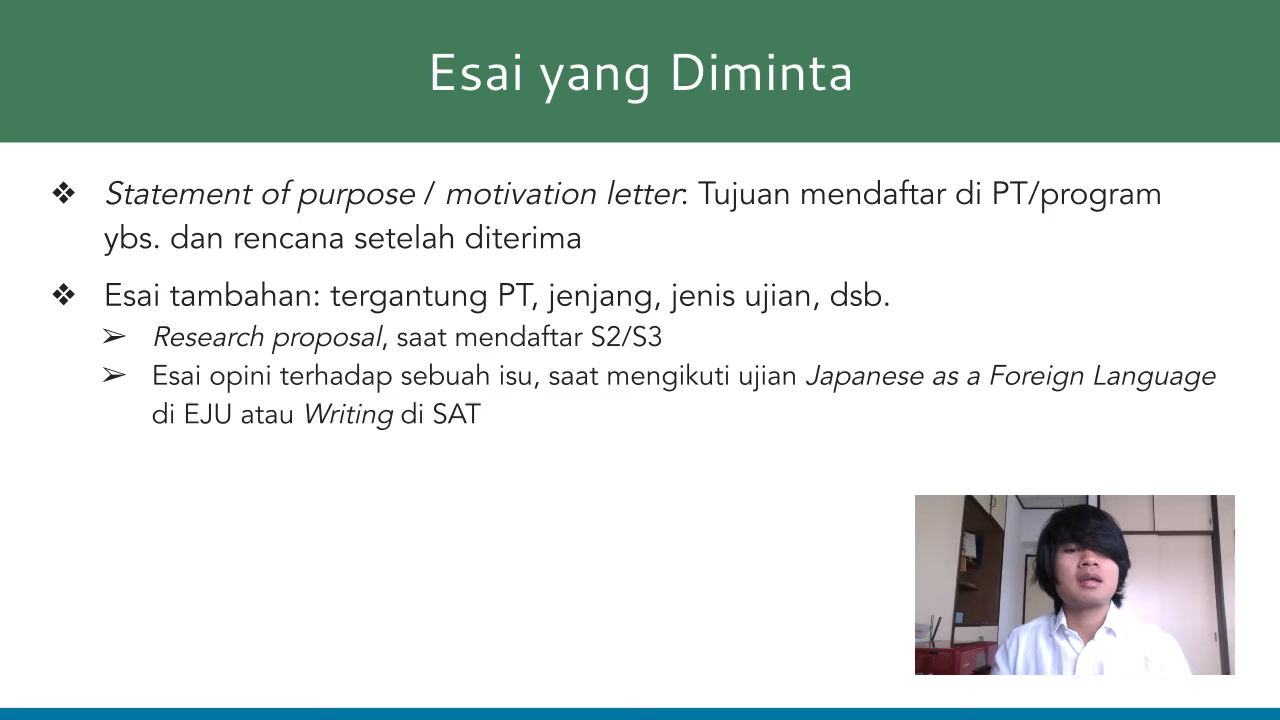 Esai yang Diminta
❖ Statement of purpose / motivation letter: Tujuan mendaftar di PT/program
ybs. dan rencana setelah diterima
❖ Esai tambahan: tergantung PT, jenjang, jenis ujian, dsb.
➢ Research proposal, saat mendaftar S2/S3
➢ Esai opini terhadap sebuah isu, saat mengikuti ujian Japanese as a Foreign Language
di EJU atau Writing di SAT